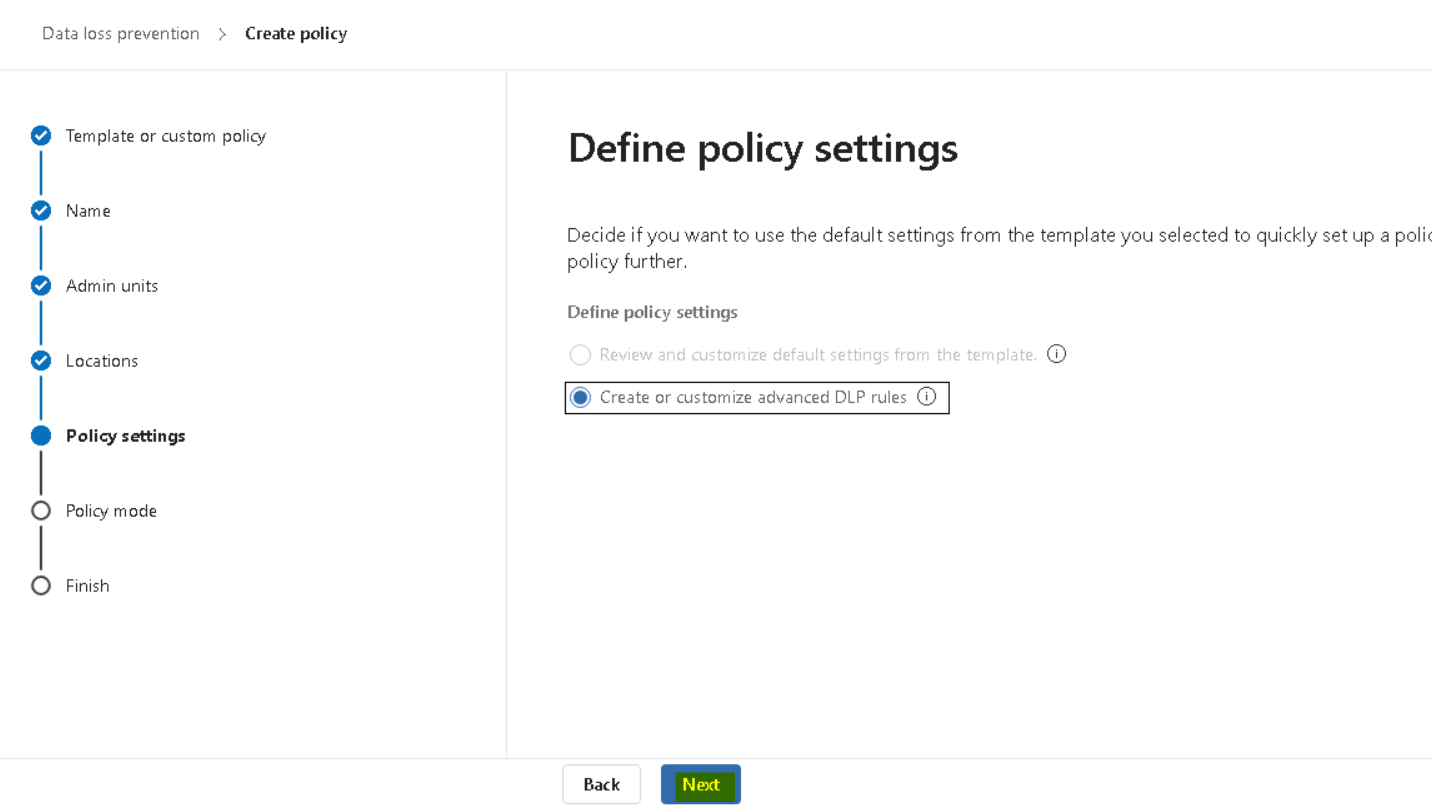 Data loss prevention > Create policy
Template or custom policy
Name
Admin units
Locations
Policy settings
Policy mode
Finish
Define policy settings
Decide if you want to use the default settings from the template you selected to quickly set up a
policy further.
Define policy settings
Review and customize default settings from the template.
Create or customize advanced DLP rules
Back
Next